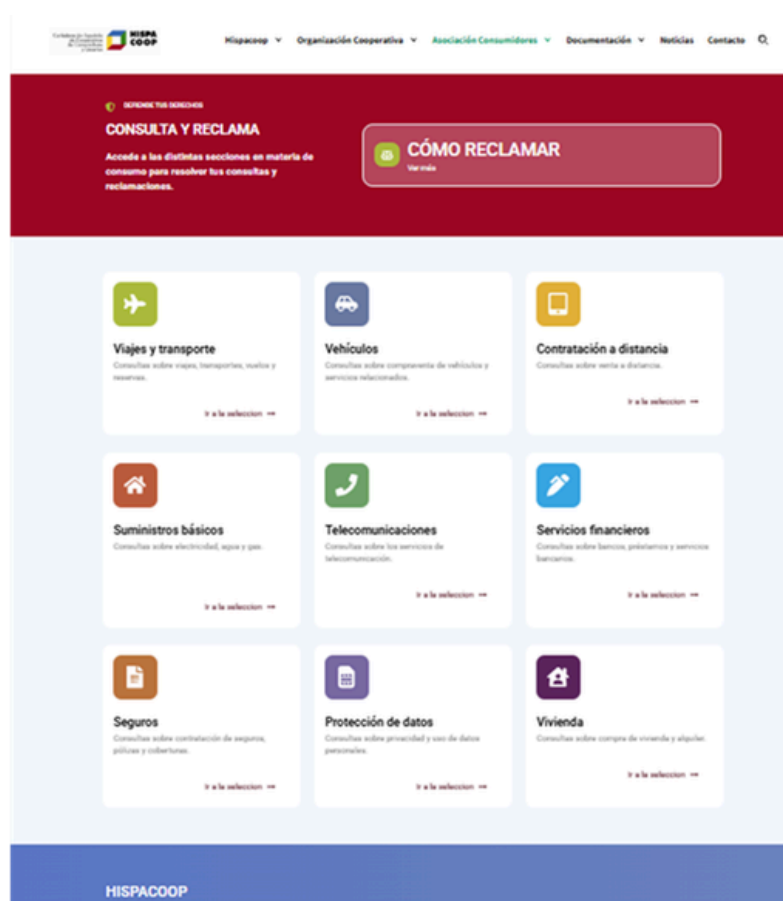 HISPA
COOP
Hispacoop Organización Cooperativa Asociación Consumidores Documentación Noticias Contacto
DEFIENDE TUS DERECHOS
CONSULTA Y RECLAMA
Accede a las distintas secciones en materia de
consumo para resolver tus consultas y
reclamaciones.
CÓMO RECLAMAR
Ver más
Viajes y transporte
Consultas sobre viajes, transportes, vuelos y
reservas.
Ir a la seleccion
Vehículos
Consultas sobre compraventa de vehículos y
servicios relacionados.
Ir a la seleccion
Contratación a distancia
Consultas sobre venta a distancia.
Ir a la seleccion
Suministros básicos
Consultas sobre electricidad, agua y gas.
Ir a la seleccion
Telecomunicaciones
Consultas sobre los servicios de
telecomunicación.
Ir a la seleccion
Servicios financieros
Consultas sobre bancos, préstamos y servicios
bancarios.
Ir a la seleccion
Seguros
Consultas sobre contratación de seguros,
pólizas y coberturas.
Ir a la seleccion
Protección de datos
Consultas sobre privacidad y uso de datos
personales.
Ir a la seleccion
Vivienda
Consultas sobre compra de vivienda y alquiler.
Ir a la seleccion
HISPACOOP